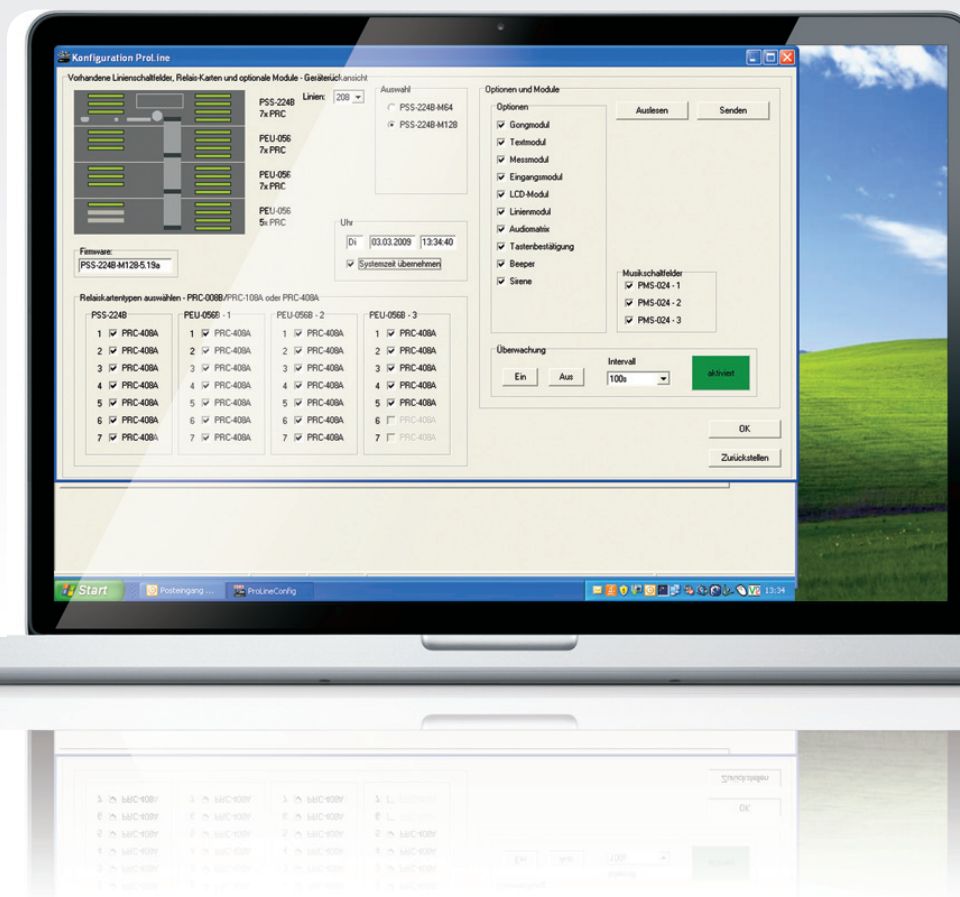 Konfiguration ProLine
Vorhandene Linienschaltfelder, Relais-Karten und optionale Module - Geräterückansicht
PSS-224B
7x PRC
Linien: 208
PEU-056
7x PRC
PEU-056
7x PRC
PEU-056
5x PRC
Auswahl
PSS-224B-M64
PSS-224B-M128
Uhr
Di 03.03.2009 13:34:40
Systemzeit übernehmen
Firmware:
PSS-224B-M128-5.19a
Relaiskartentypen auswählen - PRC-008B/PRC-108A oder PRC-408A
PSS-224B
1 PRC-408A
2 PRC-408A
3 PRC-408A
4 PRC-408A
5 PRC-408A
6 PRC-408A
7 PRC-408A
PEU-056B - 1
1 PRC-408A
2 PRC-408A
3 PRC-408A
4 PRC-408A
5 PRC-408A
6 PRC-408A
7 PRC-408A
PEU-056B - 2
1 PRC-408A
2 PRC-408A
3 PRC-408A
4 PRC-408A
5 PRC-408A
6 PRC-408A
7 PRC-408A
PEU-056B - 3
1 PRC-408A
2 PRC-408A
3 PRC-408A
4 PRC-408A
5 PRC-408A
6 PRC-408A
7 PRC-408A
Optionen und Module
Optionen
Gongmodul
Textmodul
Messmodul
Eingangsmodul
LCD-Modul
Linienmodul
Audiomatrix
Tastenbestätigung
Beeper
Sirene
Auslesen
Senden
Musikschaltfelder
PMS-024 - 1
PMS-024 - 2
PMS-024 - 3
Überwachung
Ein
Aus
Intervall
100s
aktiviert
OK
Zurückstellen
Start
Posteingang ...
ProLineConfig
13:34